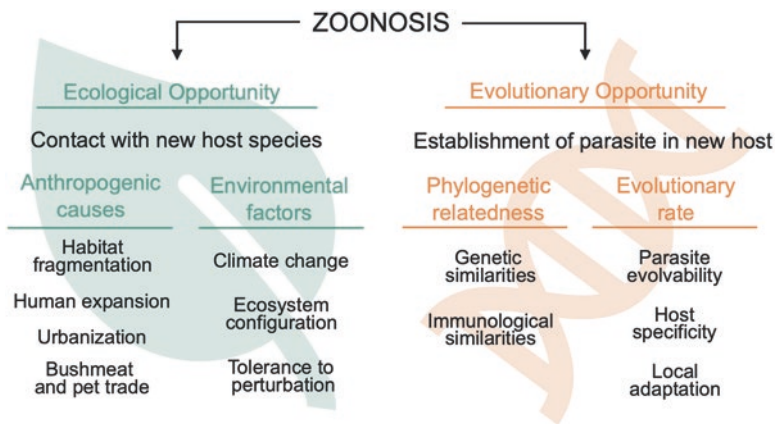 ZOONOSIS
Ecological Opportunity
Contact with new host species
Anthropogenic
causes
Habitat
fragmentation
Human expansion
Urbanization
Bushmeat
and pet trade
Environmental
factors
Climate change
Ecosystem
configuration
Tolerance to
perturbation
Evolutionary Opportunity
Establishment of parasite in new host
Phylogenetic
relatedness
Genetic
similarities
Immunological
similarities
Evolutionary
rate
Parasite
evolvability
Host
specificity
Local
adaptation